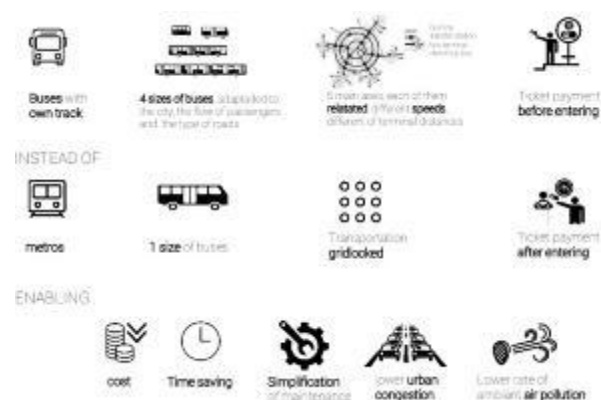 Buses with
own track
4 sizes of buses, adaptated to
the city, the flow of passengers
and the type of roads
5 main axes, each of them
relatated different speeds,
different of terminal distances
Ticket payment
before entering
INSTEAD OF
metros
1 size of buses
Transportation
gridlocked
Ticket payment
after entering
ENABLING
cost
Time saving
Simplification
of maintenance
lower urban
congestion
Lower rate of
ambient air pollution